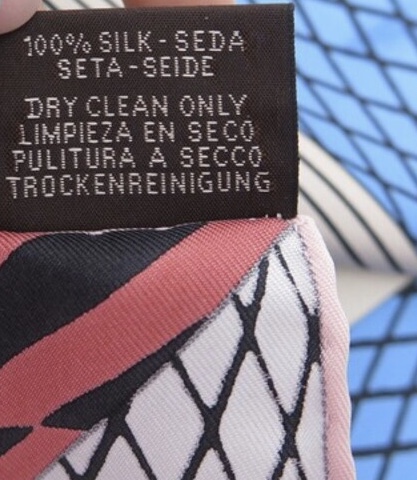 100% SILK-SEDA
SETA-SEIDE
DRY CLEAN ONLY
LIMPIEZA EN SECO
PULITURA A SECCO
TROCKENREINIGUNG